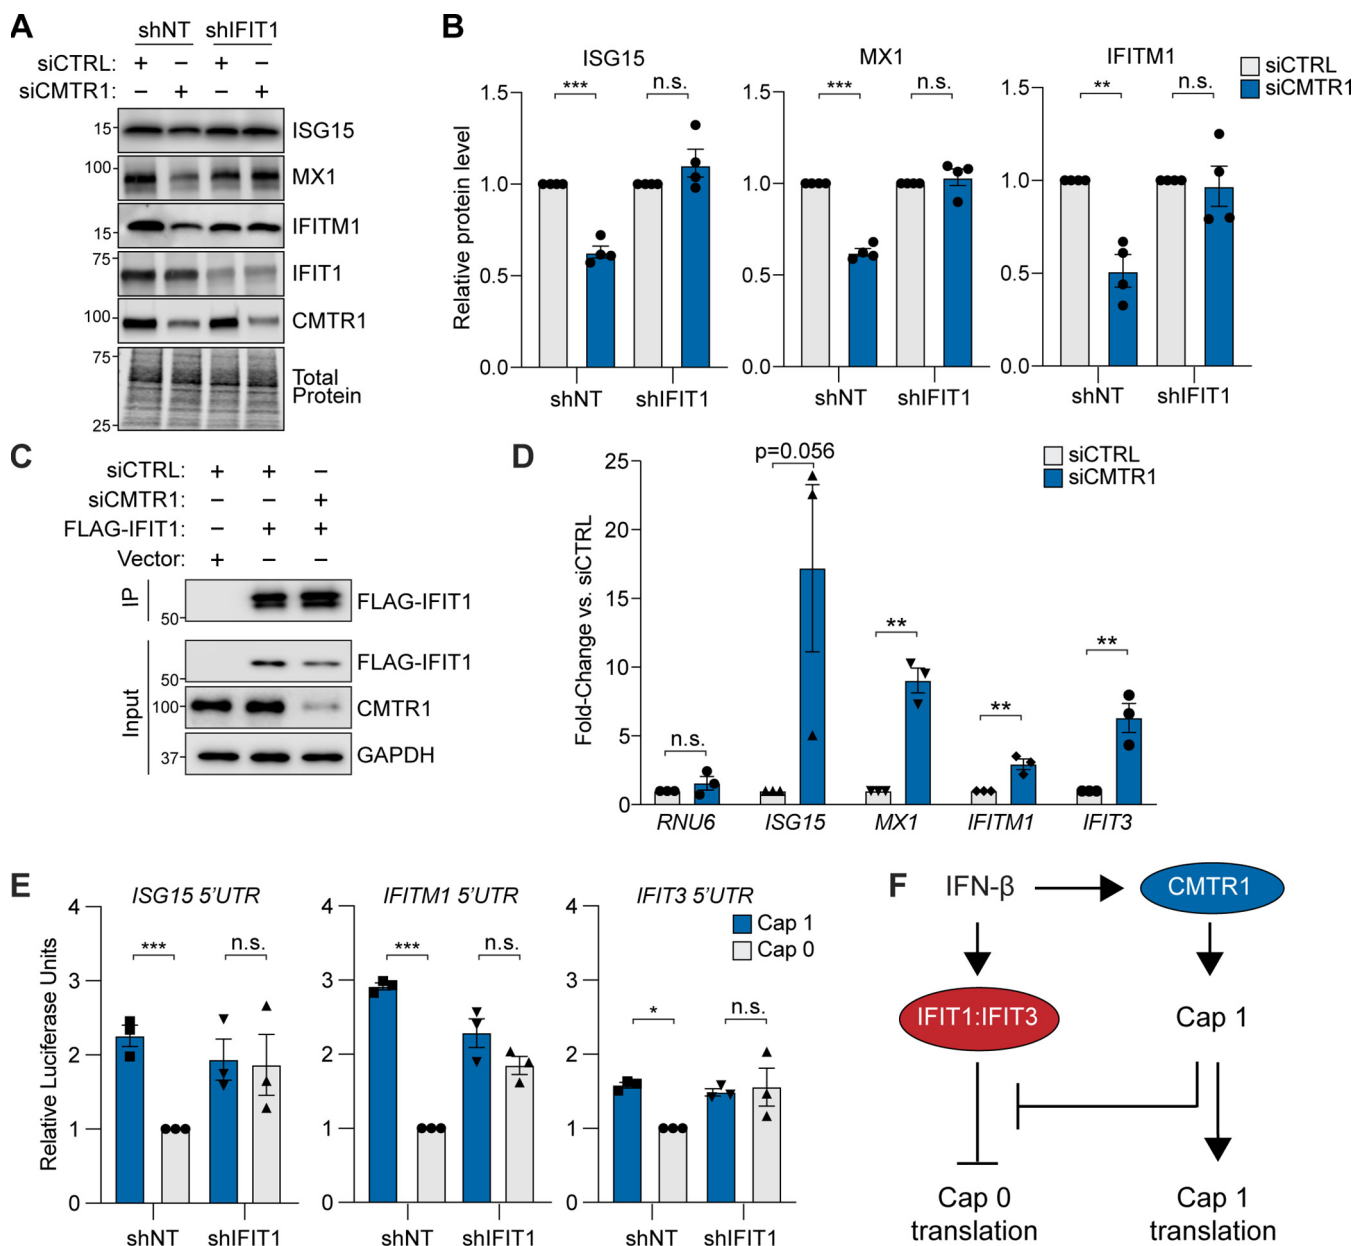 A
shNT shIFIT1
siCTRL: + – + –
siCMTR1: – + – +
15 ISG15
100 MX1
15 IFITM1
75 IFIT1
100 CMTR1
75 Total
Protein
25
B
ISG15
MX1
IFITM1
siCTRL
siCMTR1
Relative protein level
1.5
1.0
0.5
0.0
*** n.s.
shNT shIFIT1
1.5
1.0
0.5
0.0
*** n.s.
shNT shIFIT1
1.5
1.0
0.5
0.0
** n.s.
shNT shIFIT1
C
siCTRL: + + –
siCMTR1: – – +
FLAG-IFIT1: – + +
Vector: + – –
IP
50 FLAG-IFIT1
Input
50 FLAG-IFIT1
100 CMTR1
37 GAPDH
D
siCTRL
siCMTR1
Fold-Change vs. siCTRL
25
20
15
10
5
0
n.s.
p=0.056
**
**
**
RNU6 ISG15 MX1 IFITM1 IFIT3
E
Relative Luciferase Units
ISG15 5’UTR
4
3
2
1
0
*** n.s.
shNT shIFIT1
IFITM1 5’UTR
4
3
2
1
0
*** n.s.
shNT shIFIT1
IFIT3 5’UTR
Cap 1
Cap 0
4
3
2
1
0
* n.s.
shNT shIFIT1
F
IFN-β CMTR1
IFIT1:IFIT3 Cap 1
Cap 0 Cap 1
translation translation